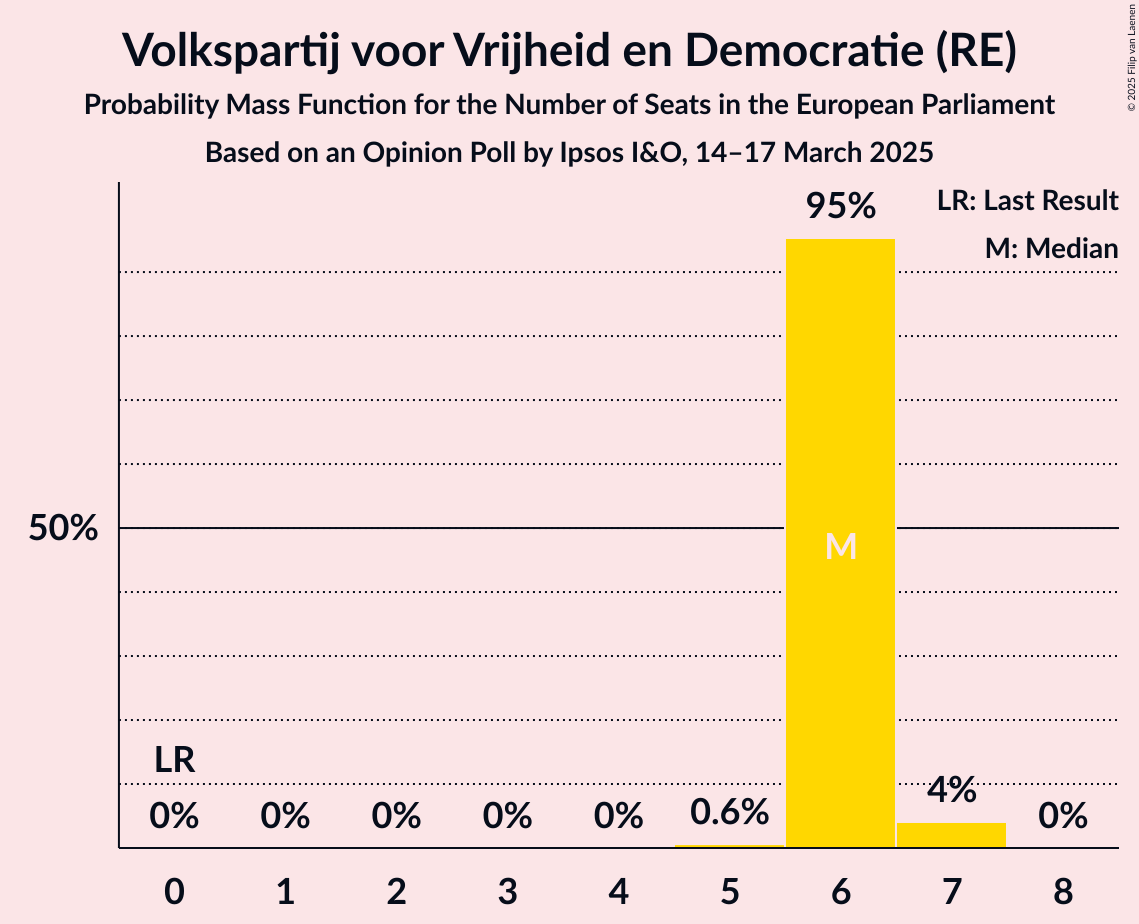 Volkspartij voor Vrijheid en Democratie (RE)
Probability Mass Function for the Number of Seats in the European Parliament
Based on an Opinion Poll by Ipsos I&O, 14–17 March 2025
© 2025 Filip van Laenen
LR: Last Result
M: Median
95%
50%
M
LR
0% 0% 0% 0% 0% 0.6% 4% 0%
0 1 2 3 4 5 6 7 8